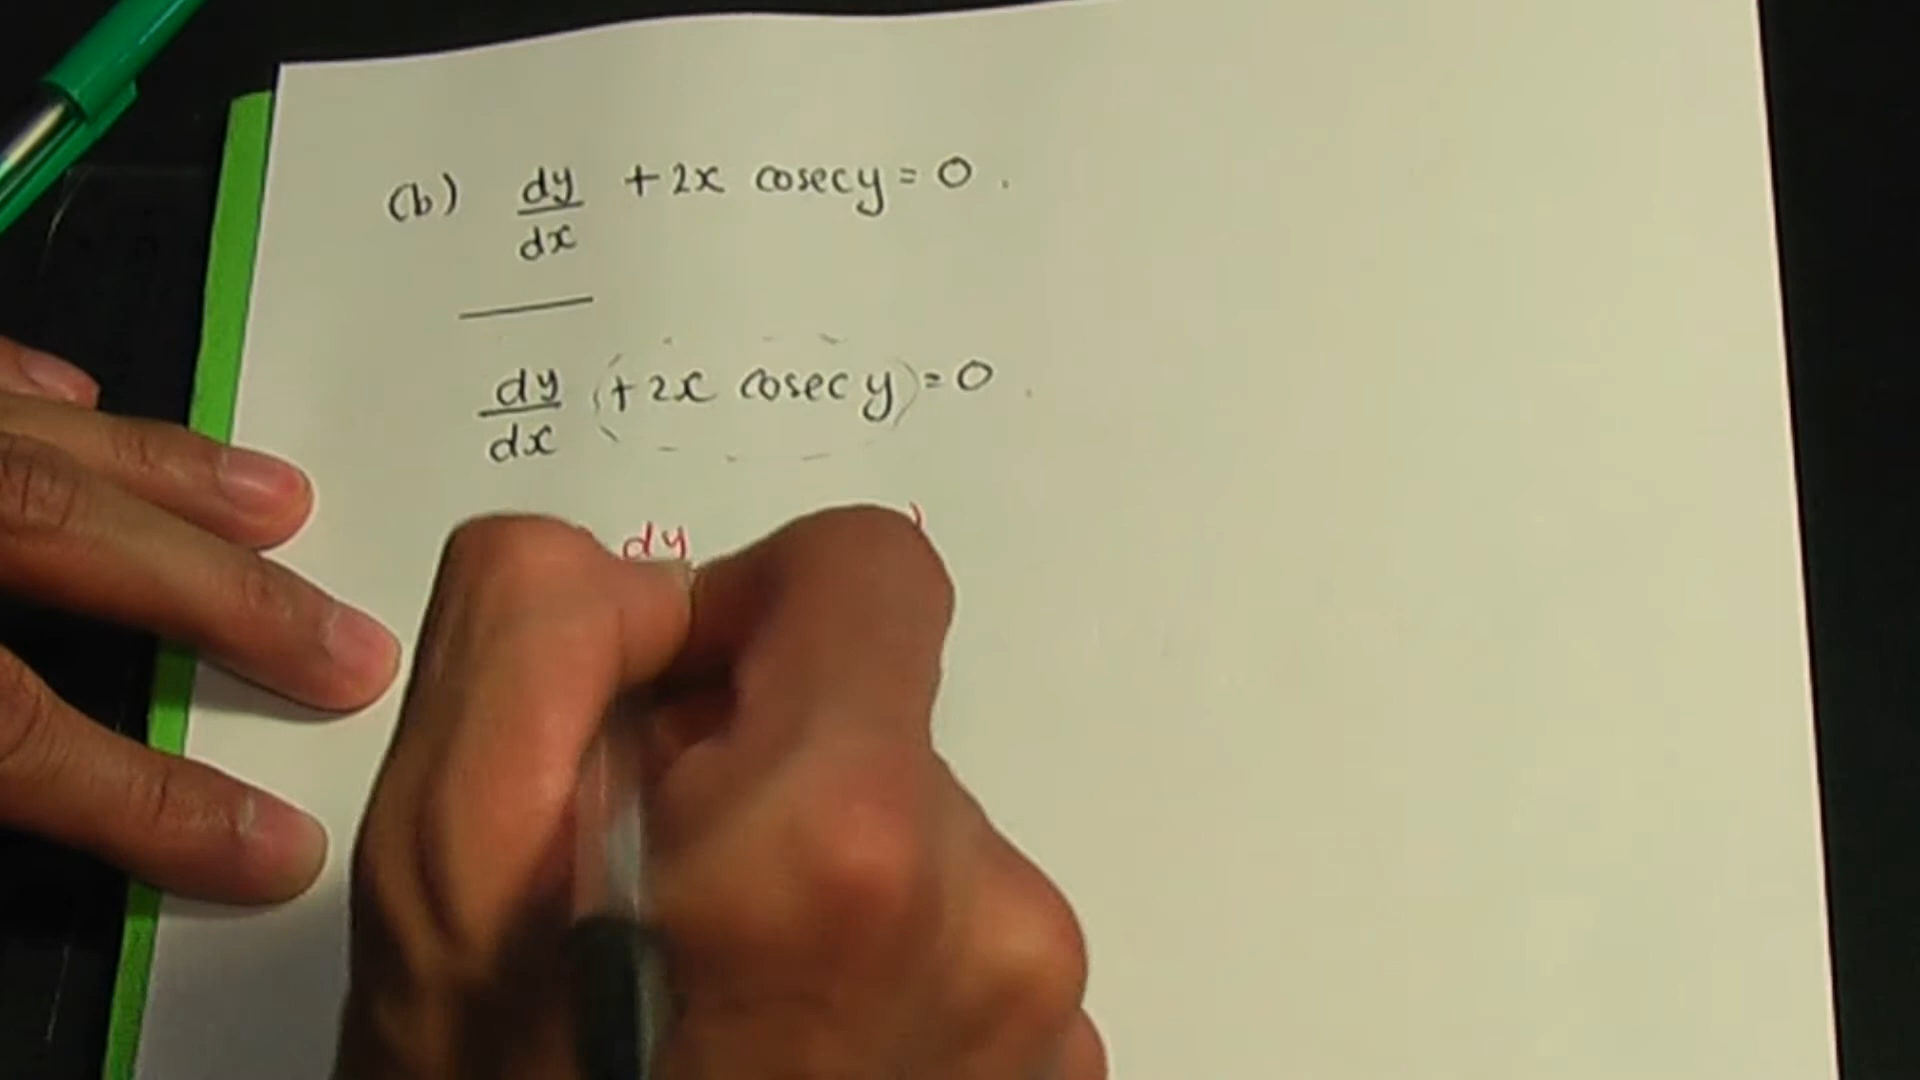 (b) dy/dx + 2x cosec y = 0 .
dy/dx (+ 2x cosec y) = 0
dy